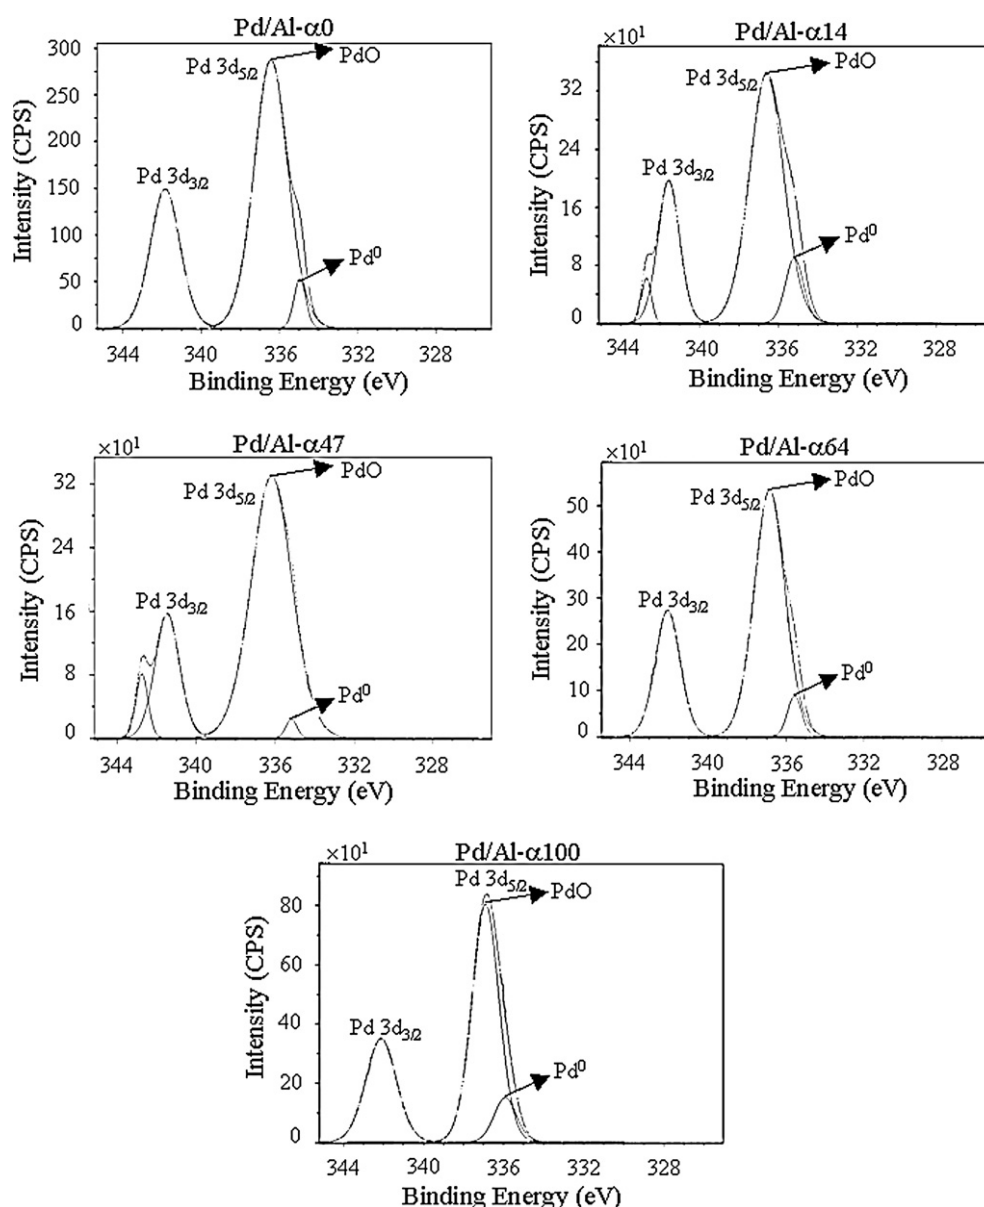 Pd/Al-α0
300
250
200
150
100
50
0
Intensity (CPS)
Pd 3d5/2
PdO
Pd 3d3/2
Pd0
344 340 336 332 328
Binding Energy (eV)
×10¹
Pd/Al-α14
32
24
16
8
0
Intensity (CPS)
Pd 3d5/2
PdO
Pd 3d3/2
Pd⁰
344 340 336 332 328
Binding Energy (eV)
×10¹
Pd/Al-α47
32
24
16
8
0
Intensity (CPS)
Pd 3d5/2
PdO
Pd 3d3/2
Pd⁰
344 340 336 332 328
Binding Energy (eV)
×10¹
Pd/Al-α64
50
40
30
20
10
0
Intensity (CPS)
Pd 3d5/2
PdO
Pd 3d3/2
Pd⁰
344 340 336 332 328
Binding Energy (eV)
×10¹
Pd/Al-α100
80
60
40
20
0
Intensity (CPS)
Pd 3d5/2
PdO
Pd 3d3/2
Pd⁰
344 340 336 332 328
Binding Energy (eV)